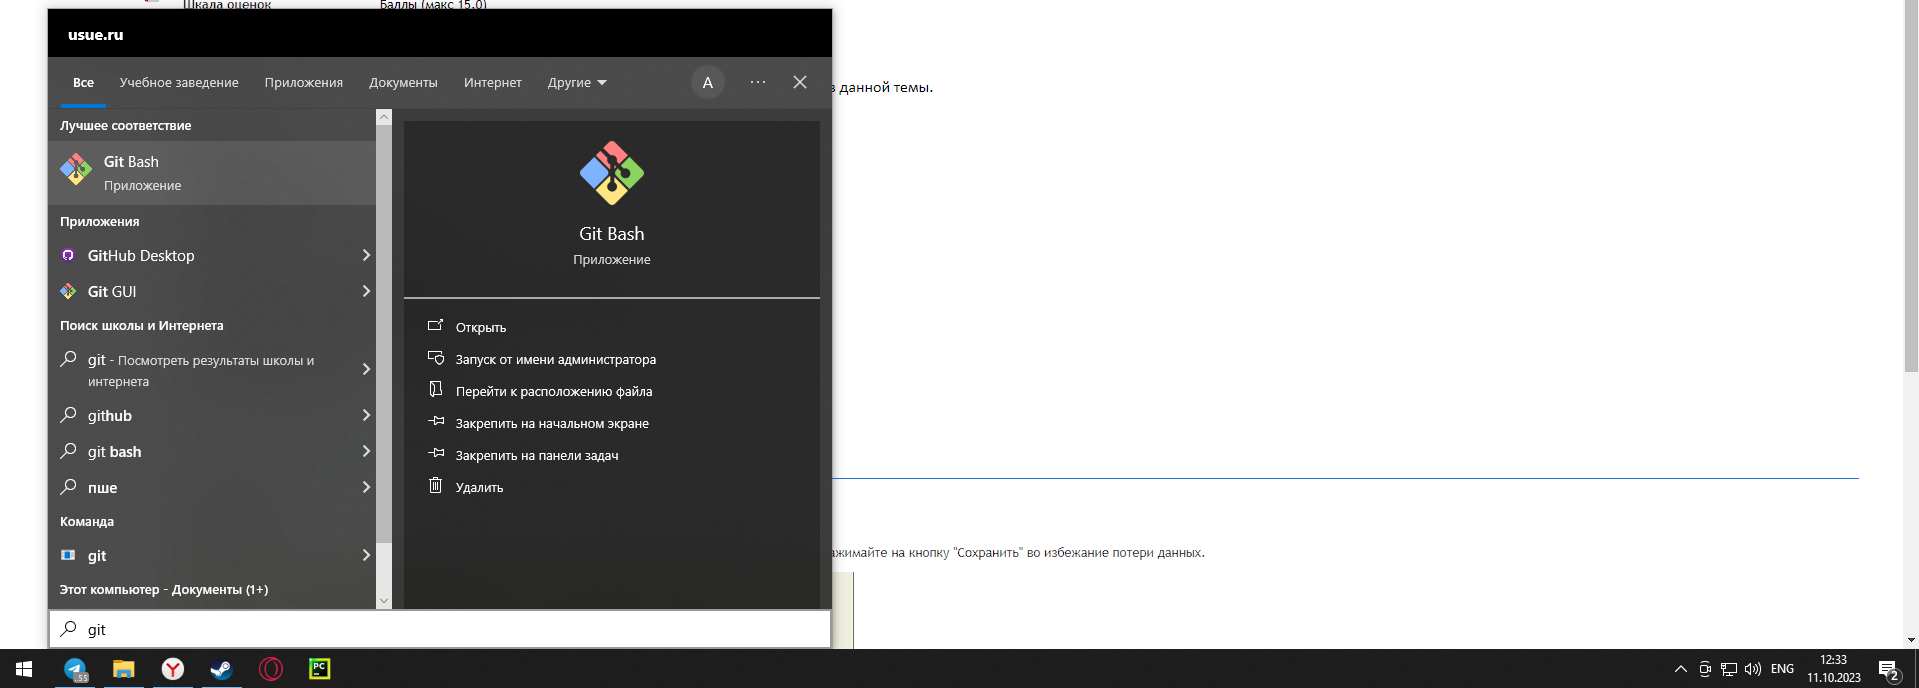 Шкала оценок
Баллы (макс 15.0)
usue.ru
Все
Учебное заведение
Приложения
Документы
Интернет
Другие
A
в данной темы.
Лучшее соответствие
Git Bash
Приложение
Приложения
GitHub Desktop
Git GUI
Поиск школы и Интернета
git - Посмотреть результаты школы и
интернета
github
git bash
пше
Команда
git
Этот компьютер - Документы (1+)
git
Git Bash
Приложение
Открыть
Запуск от имени администратора
Перейти к расположению файла
Закрепить на начальном экране
Закрепить на панели задач
Удалить
ажимайте на кнопку "Сохранить" во избежание потери данных.
.55
PC
ENG
12:33
11.10.2023
2